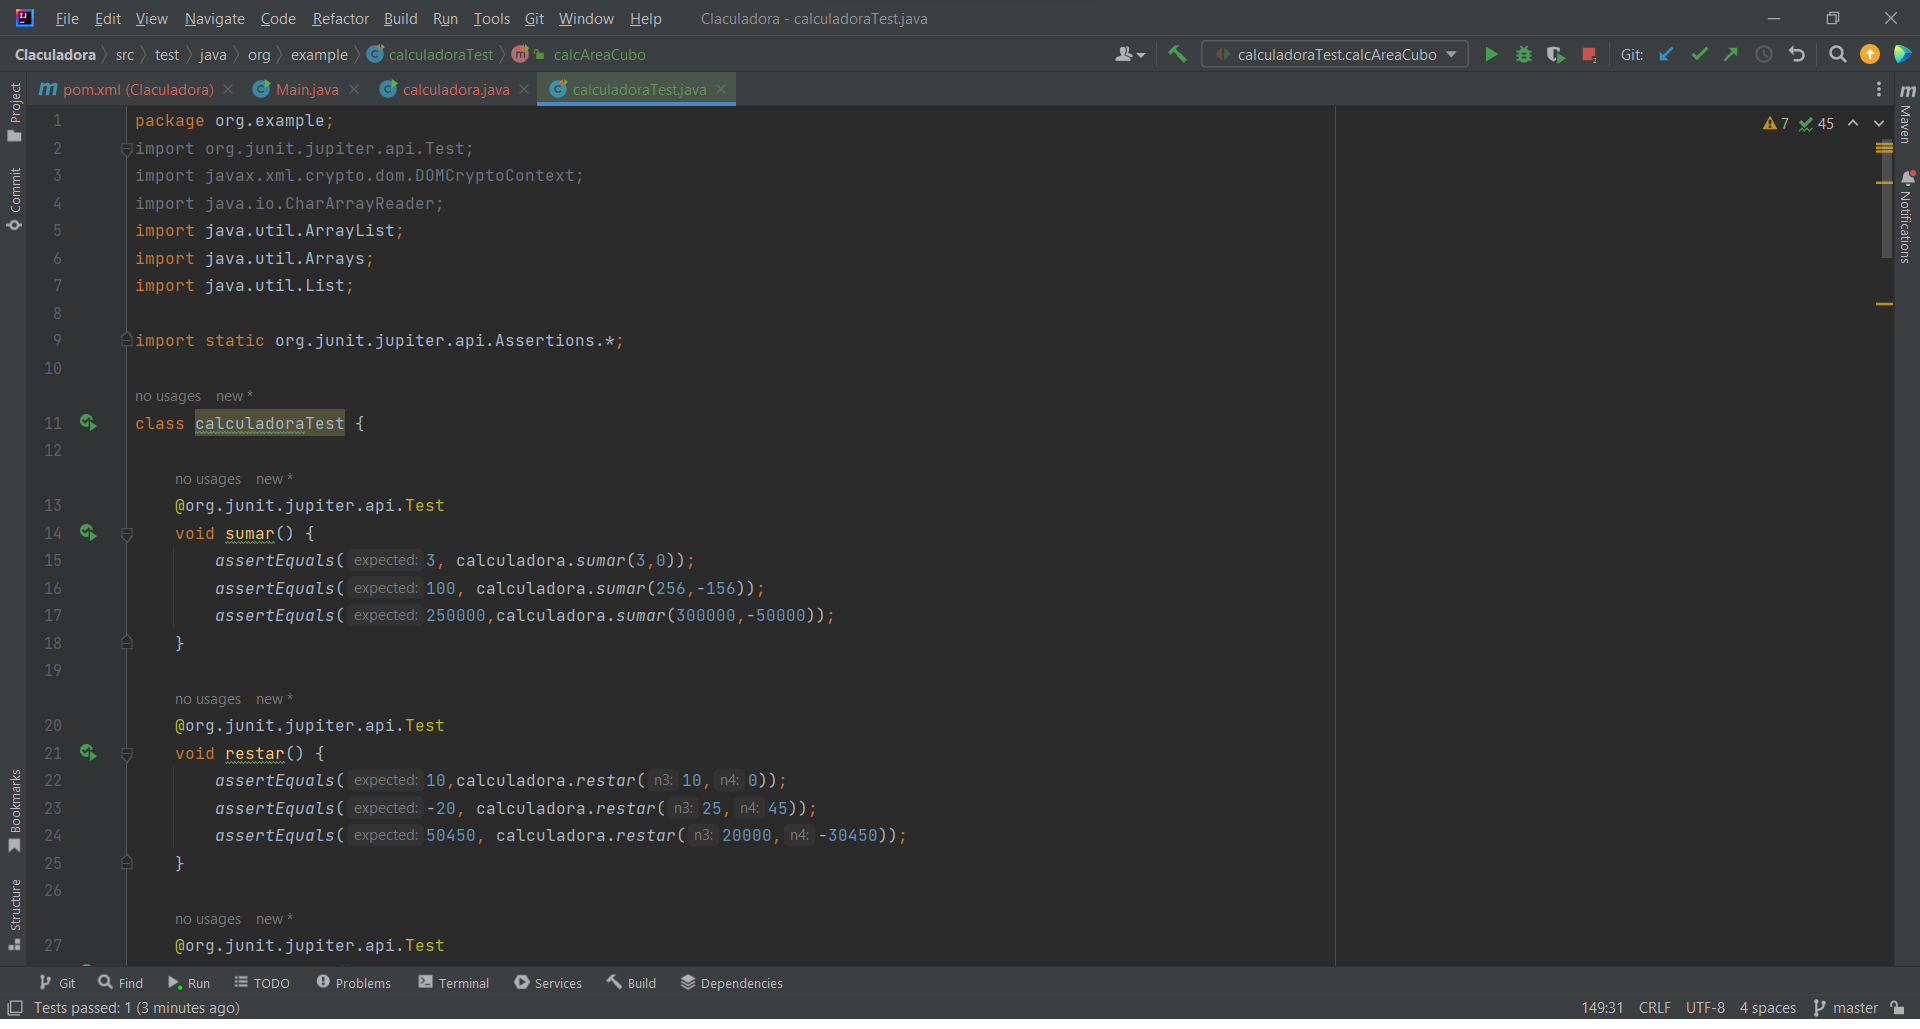 File Edit View Navigate Code Refactor Build Run Tools Git Window Help Claculadora - calculadoraTest.java
Claculadora src test java org example calculadoraTest calcAreaCubo calculadoraTest.calcAreaCubo Git:
pom.xml (Claculadora) Main.java calculadora.java calculadoraTest.java
Project
Commit
Bookmarks
Structure
Maven
Notifications
7 45
1 package org.example;
2 import org.junit.jupiter.api.Test;
3 import javax.xml.crypto.dom.DOMCryptoContext;
4 import java.io.CharArrayReader;
5 import java.util.ArrayList;
6 import java.util.Arrays;
7 import java.util.List;
8
9 import static org.junit.jupiter.api.Assertions.*;
10
no usages new *
11 class calculadoraTest {
12
no usages new *
13 @org.junit.jupiter.api.Test
14 void sumar() {
15 assertEquals( expected: 3, calculadora.sumar(3,0));
16 assertEquals( expected: 100, calculadora.sumar(256,-156));
17 assertEquals( expected: 250000,calculadora.sumar(300000,-50000));
18 }
19
no usages new *
20 @org.junit.jupiter.api.Test
21 void restar() {
22 assertEquals( expected: 10,calculadora.restar( n3: 10, n4: 0));
23 assertEquals( expected: -20, calculadora.restar( n3: 25, n4: 45));
24 assertEquals( expected: 50450, calculadora.restar( n3: 20000, n4: -30450));
25 }
26
no usages new *
27 @org.junit.jupiter.api.Test
Git Find Run TODO Problems Terminal Services Build Dependencies
Tests passed: 1 (3 minutes ago) 149:31 CRLF UTF-8 4 spaces master